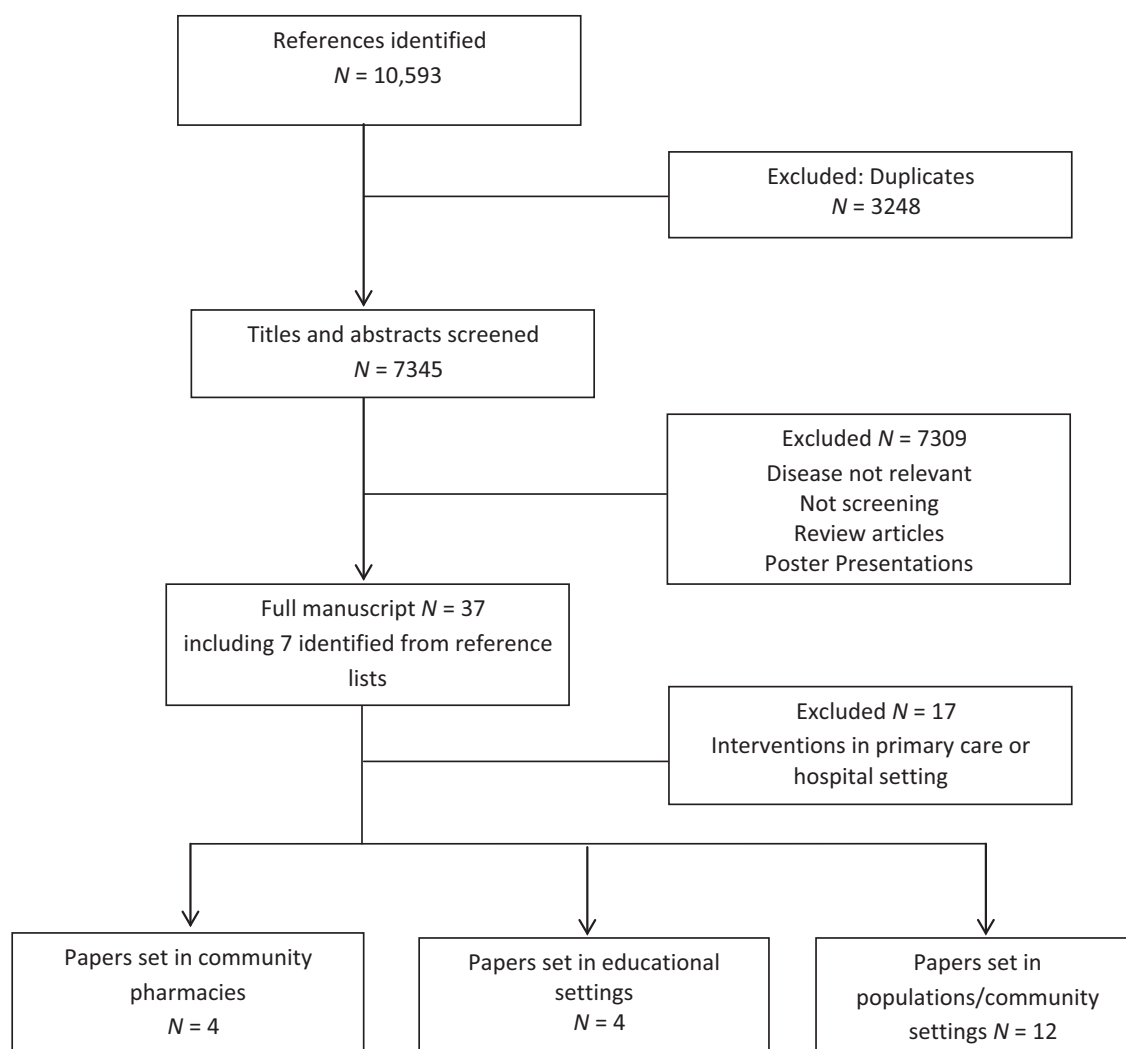 References identified
N = 10,593
Excluded: Duplicates
N = 3248
Titles and abstracts screened
N = 7345
Excluded N = 7309
Disease not relevant
Not screening
Review articles
Poster Presentations
Full manuscript N = 37
including 7 identified from reference
lists
Excluded N = 17
Interventions in primary care or
hospital setting
Papers set in community
pharmacies
N = 4
Papers set in educational
settings
N = 4
Papers set in
populations/community
settings N = 12